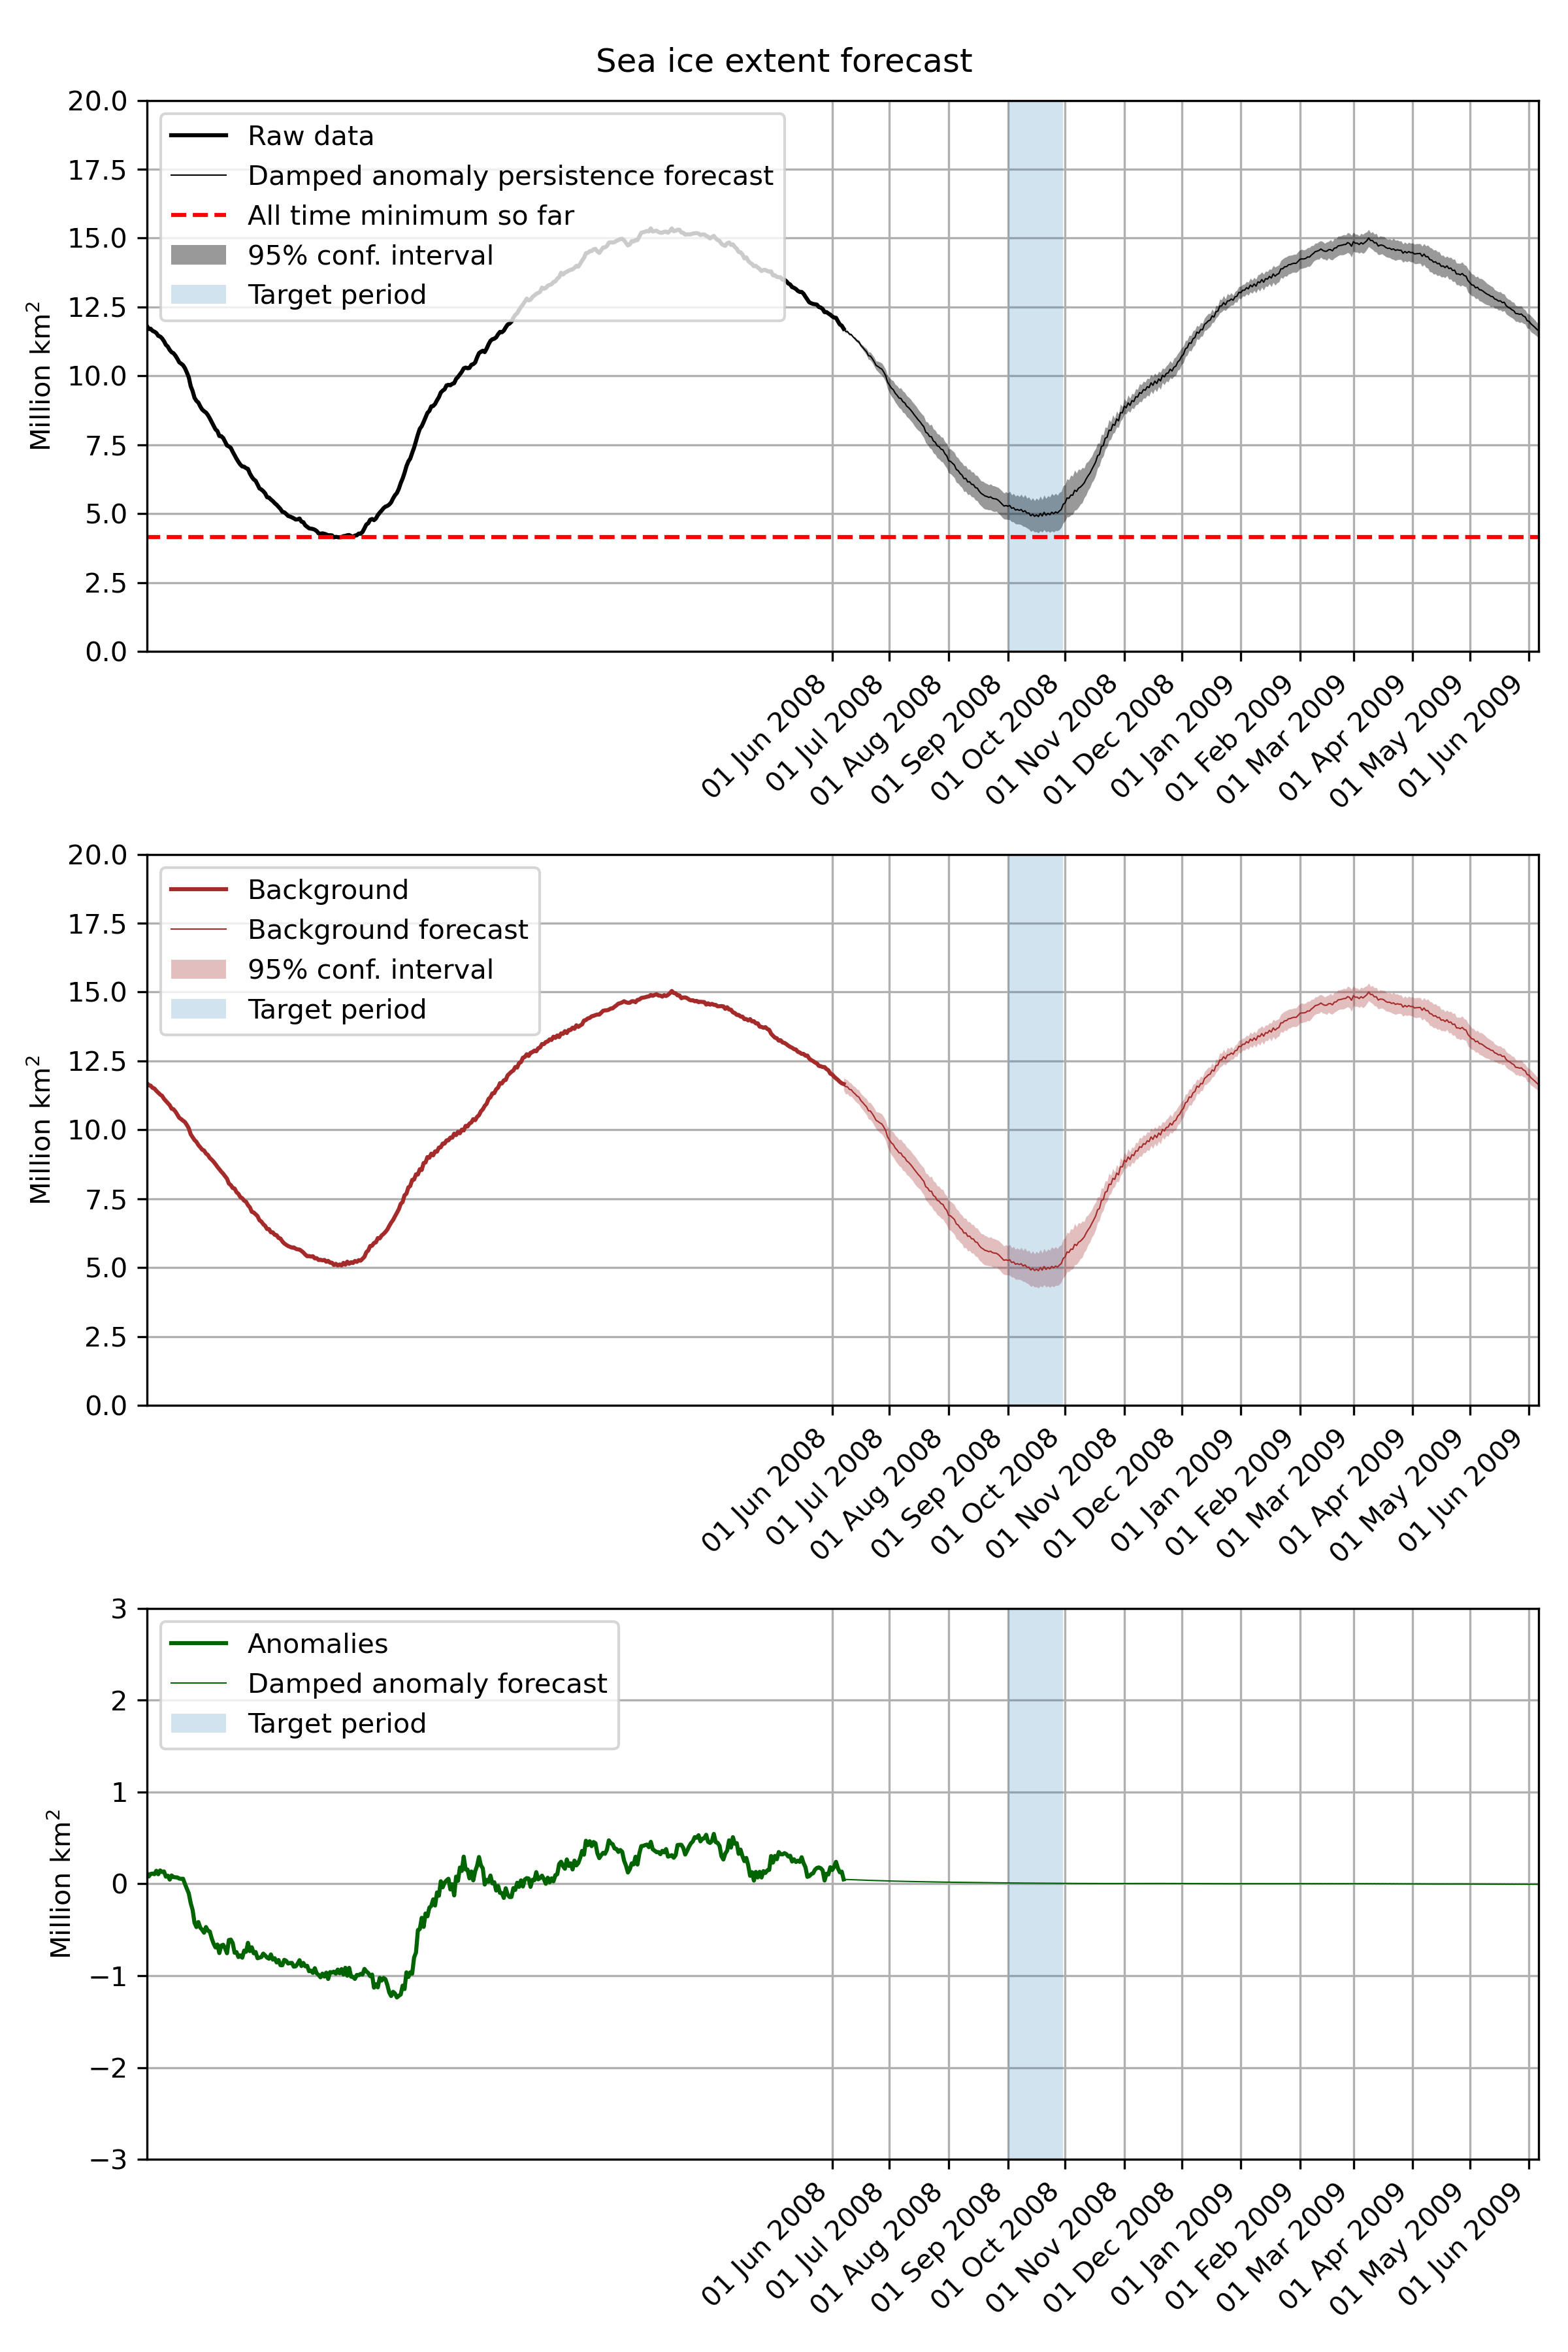 Sea ice extent forecast
20.0
17.5
15.0
12.5
10.0
7.5
5.0
2.5
0.0
Million km²
Raw data
Damped anomaly persistence forecast
All time minimum so far
95% conf. interval
Target period
01 Jun 2008
01 Jul 2008
01 Aug 2008
01 Sep 2008
01 Oct 2008
01 Nov 2008
01 Dec 2008
01 Jan 2009
01 Feb 2009
01 Mar 2009
01 Apr 2009
01 May 2009
01 Jun 2009
20.0
17.5
15.0
12.5
10.0
7.5
5.0
2.5
0.0
Million km²
Background
Background forecast
95% conf. interval
Target period
01 Jun 2008
01 Jul 2008
01 Aug 2008
01 Sep 2008
01 Oct 2008
01 Nov 2008
01 Dec 2008
01 Jan 2009
01 Feb 2009
01 Mar 2009
01 Apr 2009
01 May 2009
01 Jun 2009
3
2
1
0
−1
−2
−3
Million km²
Anomalies
Damped anomaly forecast
Target period
01 Jun 2008
01 Jul 2008
01 Aug 2008
01 Sep 2008
01 Oct 2008
01 Nov 2008
01 Dec 2008
01 Jan 2009
01 Feb 2009
01 Mar 2009
01 Apr 2009
01 May 2009
01 Jun 2009